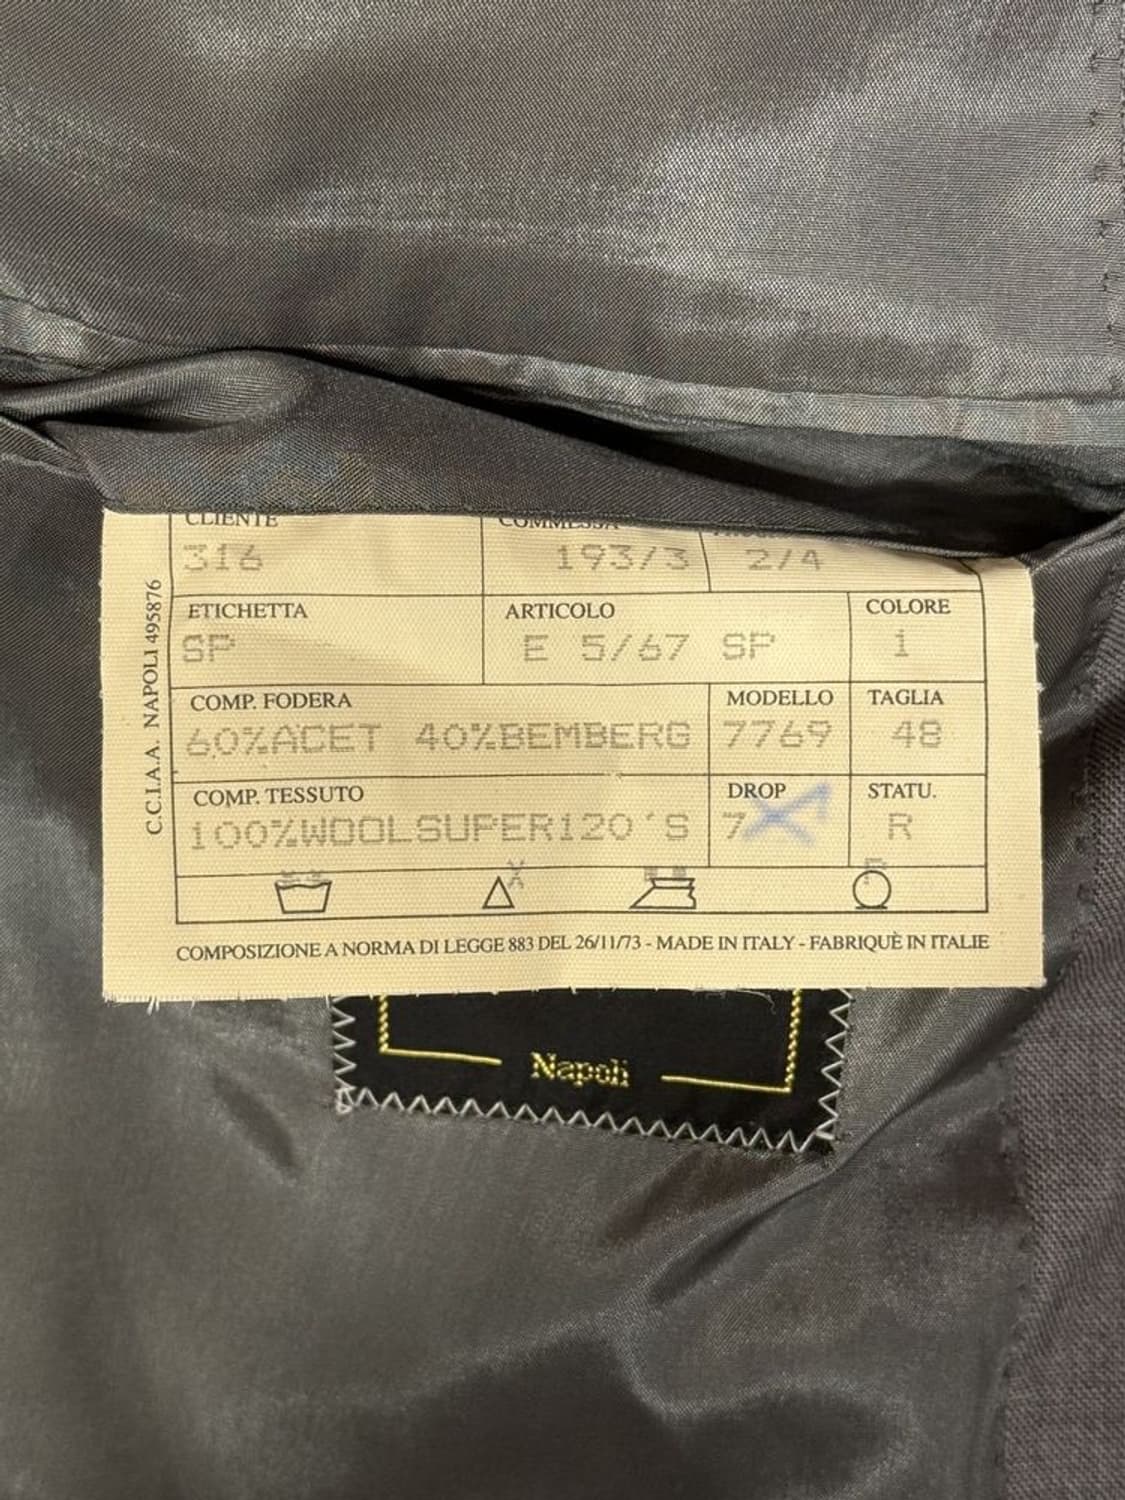 CLIENTE COMMESSA
316 193/3 2/4
ETICHETTA ARTICOLO COLORE
SP E 5/67 SP 1
COMP. FODERA MODELLO TAGLIA
60%ACET 40%BEMBERG 7769 48
COMP. TESSUTO DROP STATU.
100%WOOLSUPER120'S 7 R
X P
COMPOSIZIONE A NORMA DI LEGGE 883 DEL 26/11/73 - MADE IN ITALY - FABRIQUÈ IN ITALIE
C.C.I.A.A. NAPOLI 495876
Napoli